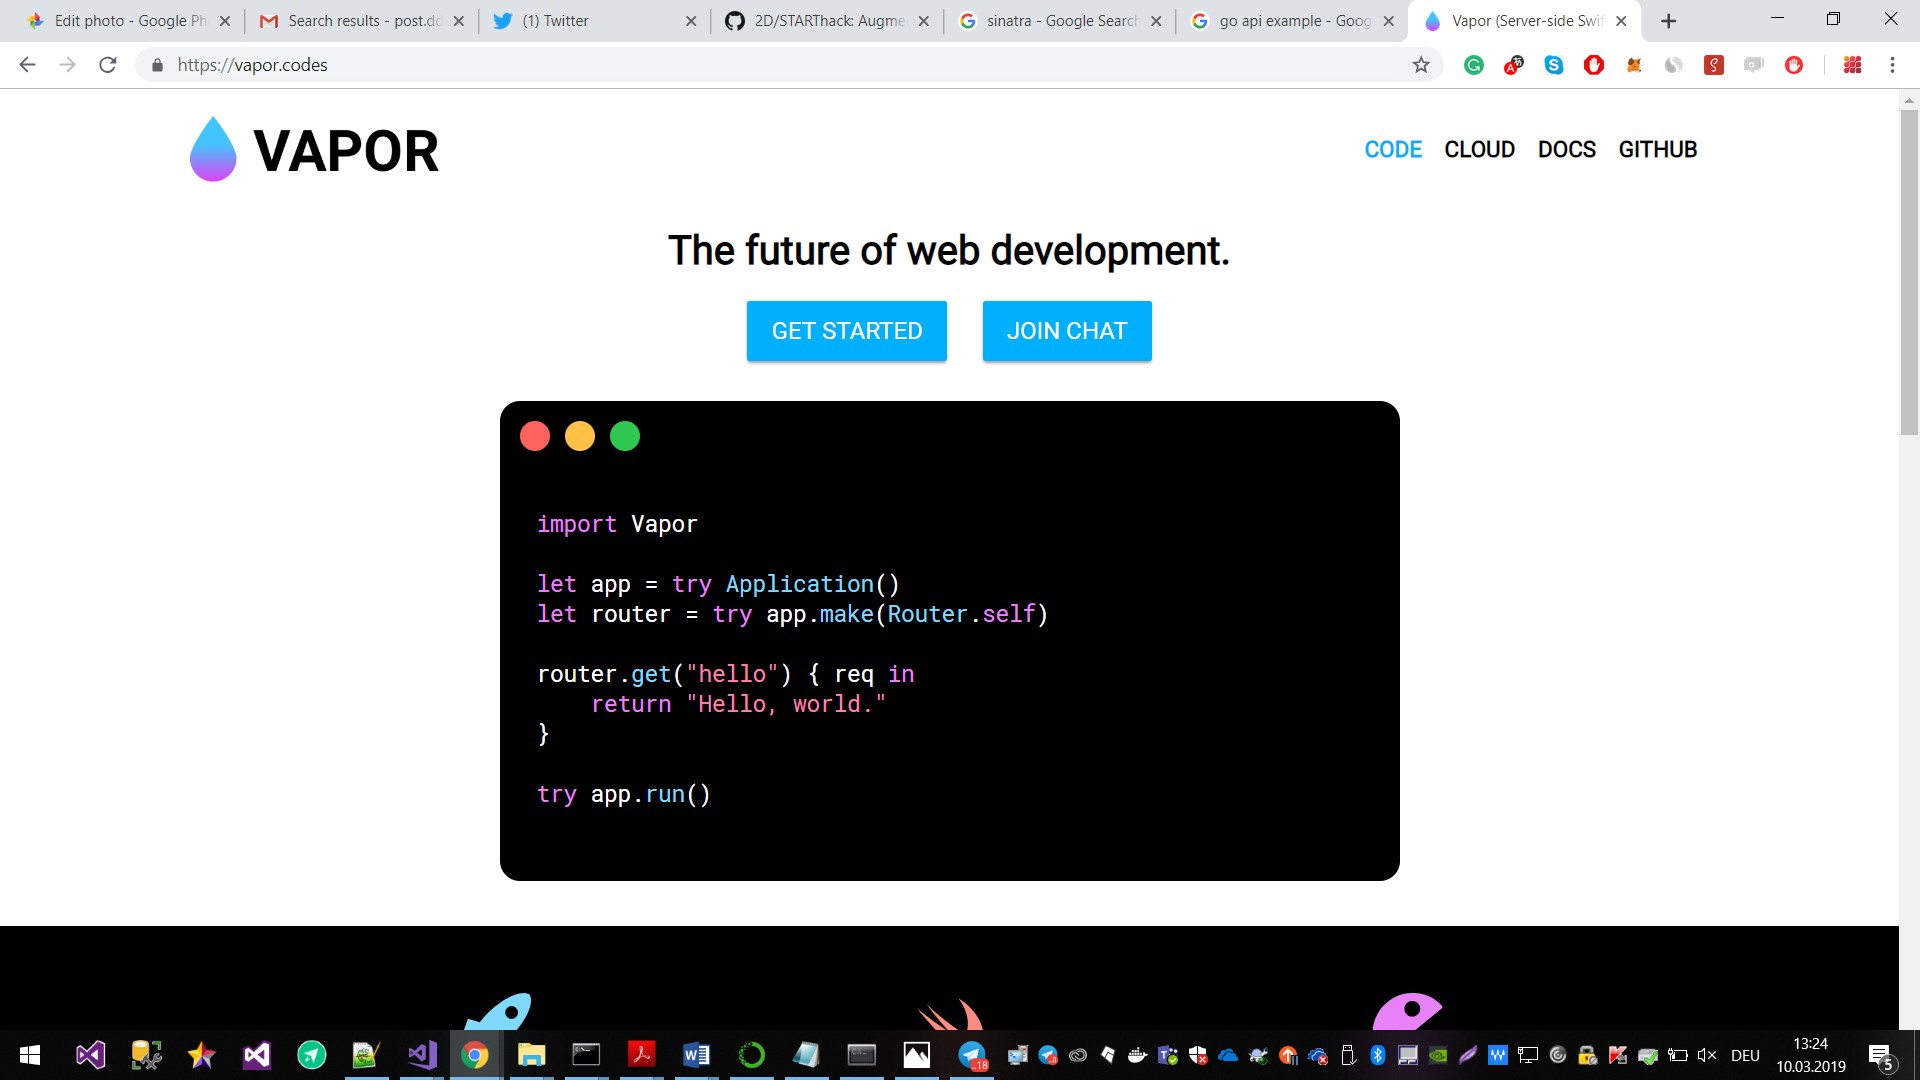 Edit photo - Google Ph
Search results - post.dd
(1) Twitter
2D/STARThack: Augme
sinatra - Google Search
go api example - Goog
Vapor (Server-side Swif
https://vapor.codes
VAPOR
CODE CLOUD DOCS GITHUB
The future of web development.
GET STARTED
JOIN CHAT
import Vapor
let app = try Application()
let router = try app.make(Router.self)
router.get("hello") { req in
    return "Hello, world."
}
try app.run()
DEU
13:24
10.03.2019
5